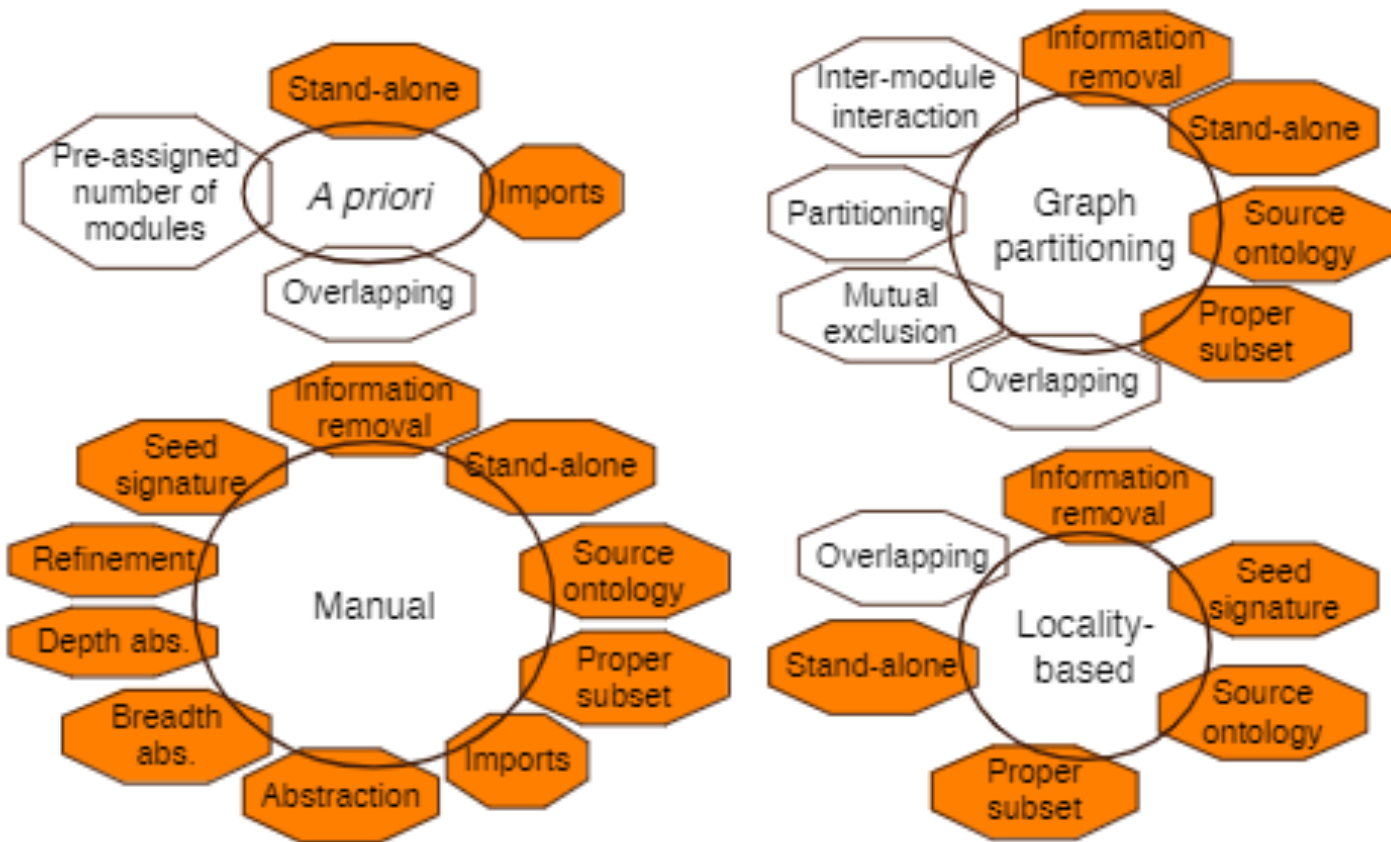 Stand-alone
Pre-assigned
number of
modules
A priori
Imports
Overlapping
Information
removal
Inter-module
interaction
Stand-alone
Partitioning
Graph
partitioning
Source
ontology
Mutual
exclusion
Proper
subset
Overlapping
Information
removal
Seed
signature
Stand-alone
Refinement
Source
ontology
Manual
Depth abs.
Proper
subset
Breadth
abs.
Imports
Abstraction
Information
removal
Overlapping
Seed
signature
Locality-
based
Stand-alone
Source
ontology
Proper
subset